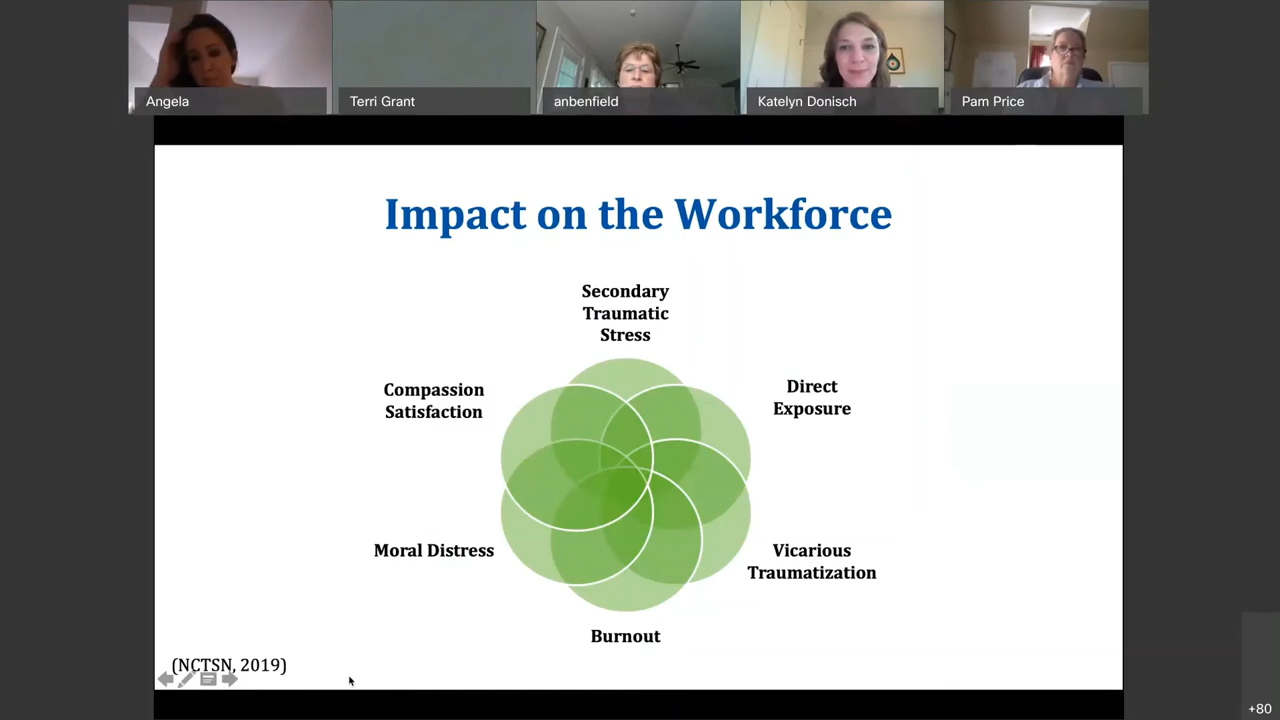 Angela
Terri Grant
anbenfield
Katelyn Donisch
Pam Price
Impact on the Workforce
Secondary
Traumatic
Stress
Compassion
Satisfaction
Direct
Exposure
Moral Distress
Vicarious
Traumatization
Burnout
(NCTSN, 2019)
+80